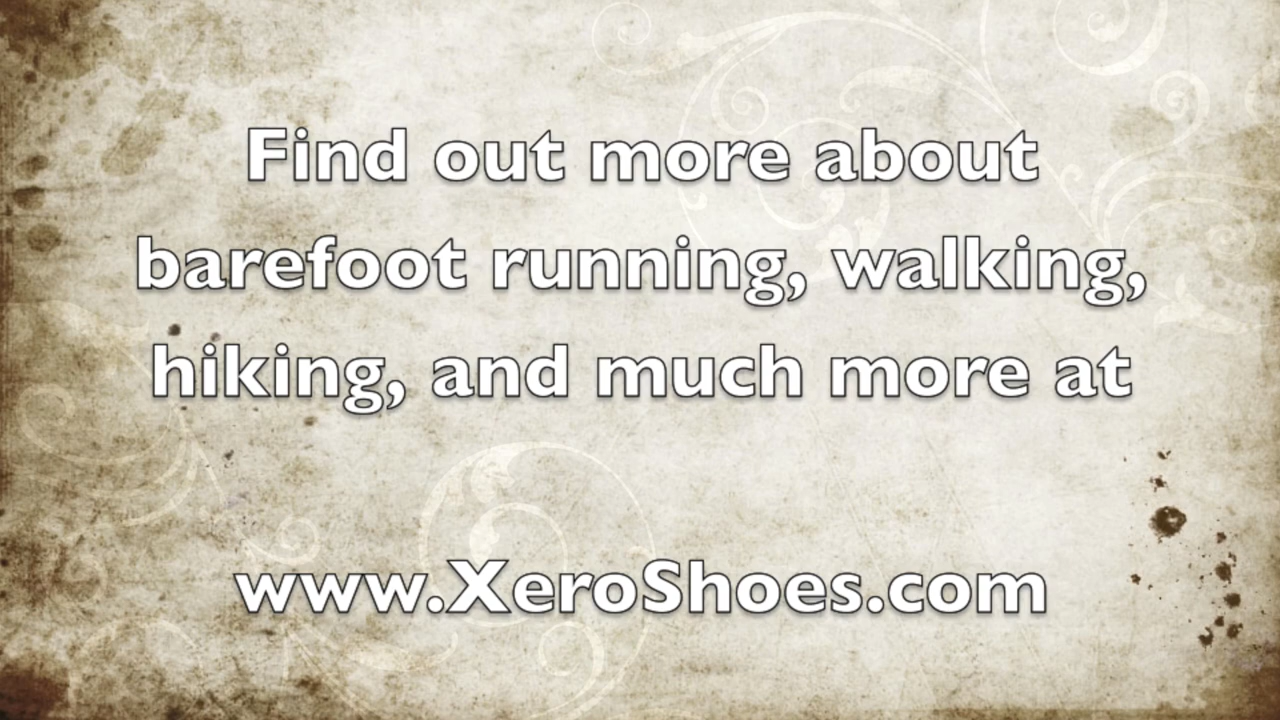 Find out more about
barefoot running, walking,
hiking, and much more at
www.XeroShoes.com